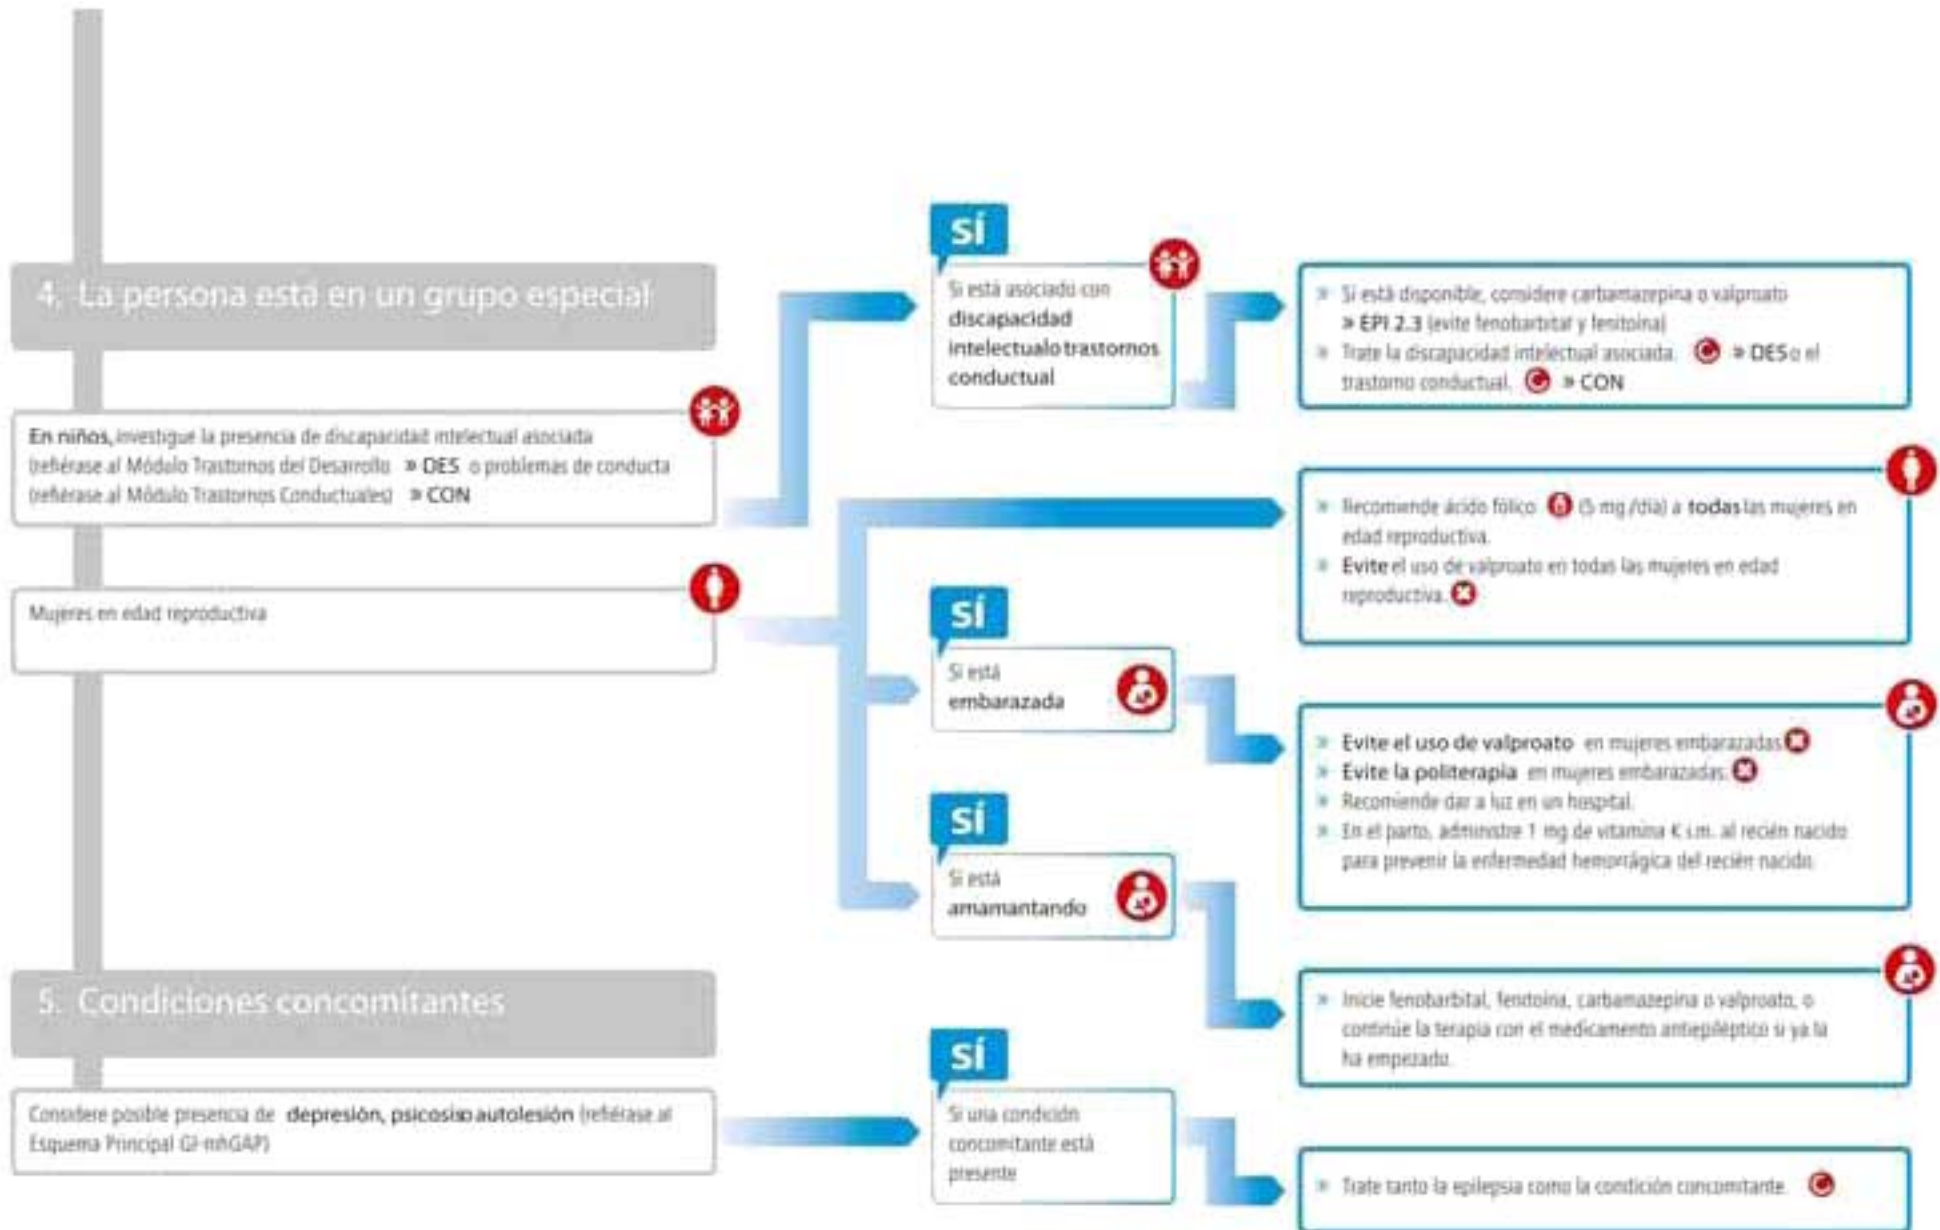 4. La persona está en un grupo especial
En niños, investigue la presencia de discapacidad intelectual asociada
(refiérase al Módulo Trastornos del Desarrollo » DES o problemas de conducta
(refiérase al Módulo Trastornos Conductuales) » CON
SÍ
Si está asociado con
discapacidad
intelectualo trastornos
conductual
» Si está disponible, considere carbamazepina o valproato
» EPI 2.3 (evite fenobarbital y fenitoína)
» Trate la discapacidad intelectual asociada. » DES o el
trastorno conductual. » CON
Mujeres en edad reproductiva
» Recomiende ácido fólico (5 mg /día) a todas las mujeres en
edad reproductiva.
» Evite el uso de valproato en todas las mujeres en edad
reproductiva.
SÍ
Si está
embarazada
» Evite el uso de valproato en mujeres embarazadas
» Evite la politerapia en mujeres embarazadas.
» Recomiende dar a luz en un hospital.
» En el parto, administre 1 mg de vitamina K i.m. al recién nacido
para prevenir la enfermedad hemorrágica del recién nacido.
SÍ
Si está
amamantando
» Inicie fenobarbital, fenitoína, carbamazepina o valproato, o
continúe la terapia con el medicamento antiepiléptico si ya la
ha empezado.
5. Condiciones concomitantes
Considere posible presencia de depresión, psicosiso autolesión (refiérase al
Esquema Principal GI-mhGAP)
SÍ
Si una condición
concomitante está
presente
» Trate tanto la epilepsia como la condición concomitante.